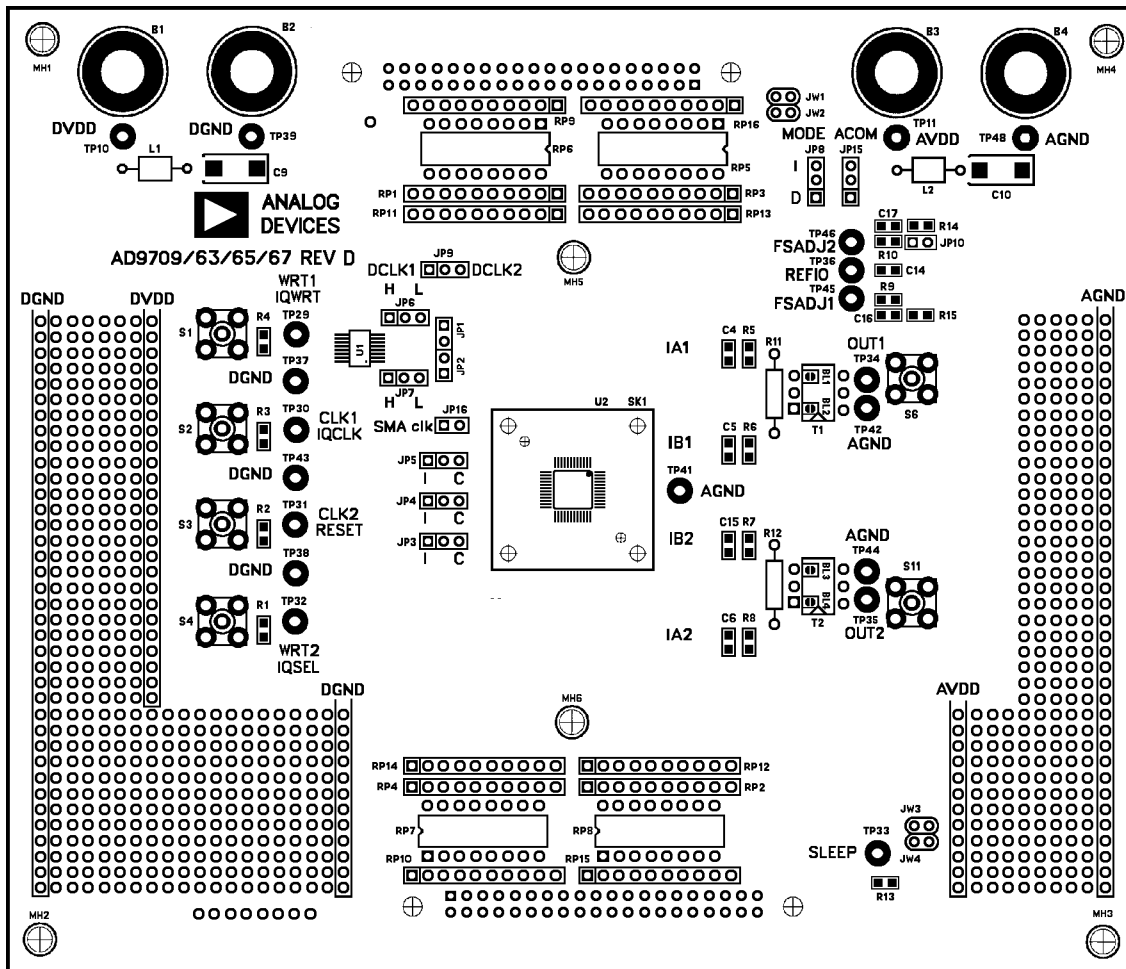 B1
B2
B3
B4
MH1
MH4
DVDD
TP10
DGND
TP39
L1
C9
JW1
JW2
TP11
AVDD
TP48
AGND
L2
C10
RP9
RP16
RP6
RP5
MODE
ACOM
JP8
JP15
I
D
RP1
RP3
RP11
RP13
ANALOG
DEVICES
AD9709/63/65/67 REV D
MH5
TP46
FSADJ2
TP36
REFIO
TP45
FSADJ1
C17
R14
R10
JP10
C14
R9
C16
R15
JP9
DCLK1
DCLK2
H L
JP6
JP1
JP2
U1
JP7
H L
DGND
DVDD
AGND
WRT1
IQWRT
S1
R4
TP29
DGND
TP37
S2
R3
TP30
CLK1
IQCLK
DGND
TP43
S3
R2
TP31
CLK2
RESET
DGND
TP38
S4
R1
TP32
WRT2
IQSEL
SMA clk
JP16
JP5
I C
JP4
I C
JP3
I C
U2
SK1
IA1
C4
R5
R11
BL1
BL2
T1
OUT1
TP34
TP42
AGND
S6
IB1
C5
R6
TP41
AGND
IB2
C15
R7
R12
BL3
BL4
T2
AGND
TP44
TP35
OUT2
S11
IA2
C6
R8
DGND
AVDD
MH6
RP14
RP12
RP4
RP2
RP7
RP8
RP10
RP15
JW3
JW4
TP33
SLEEP
R13
MH2
MH3